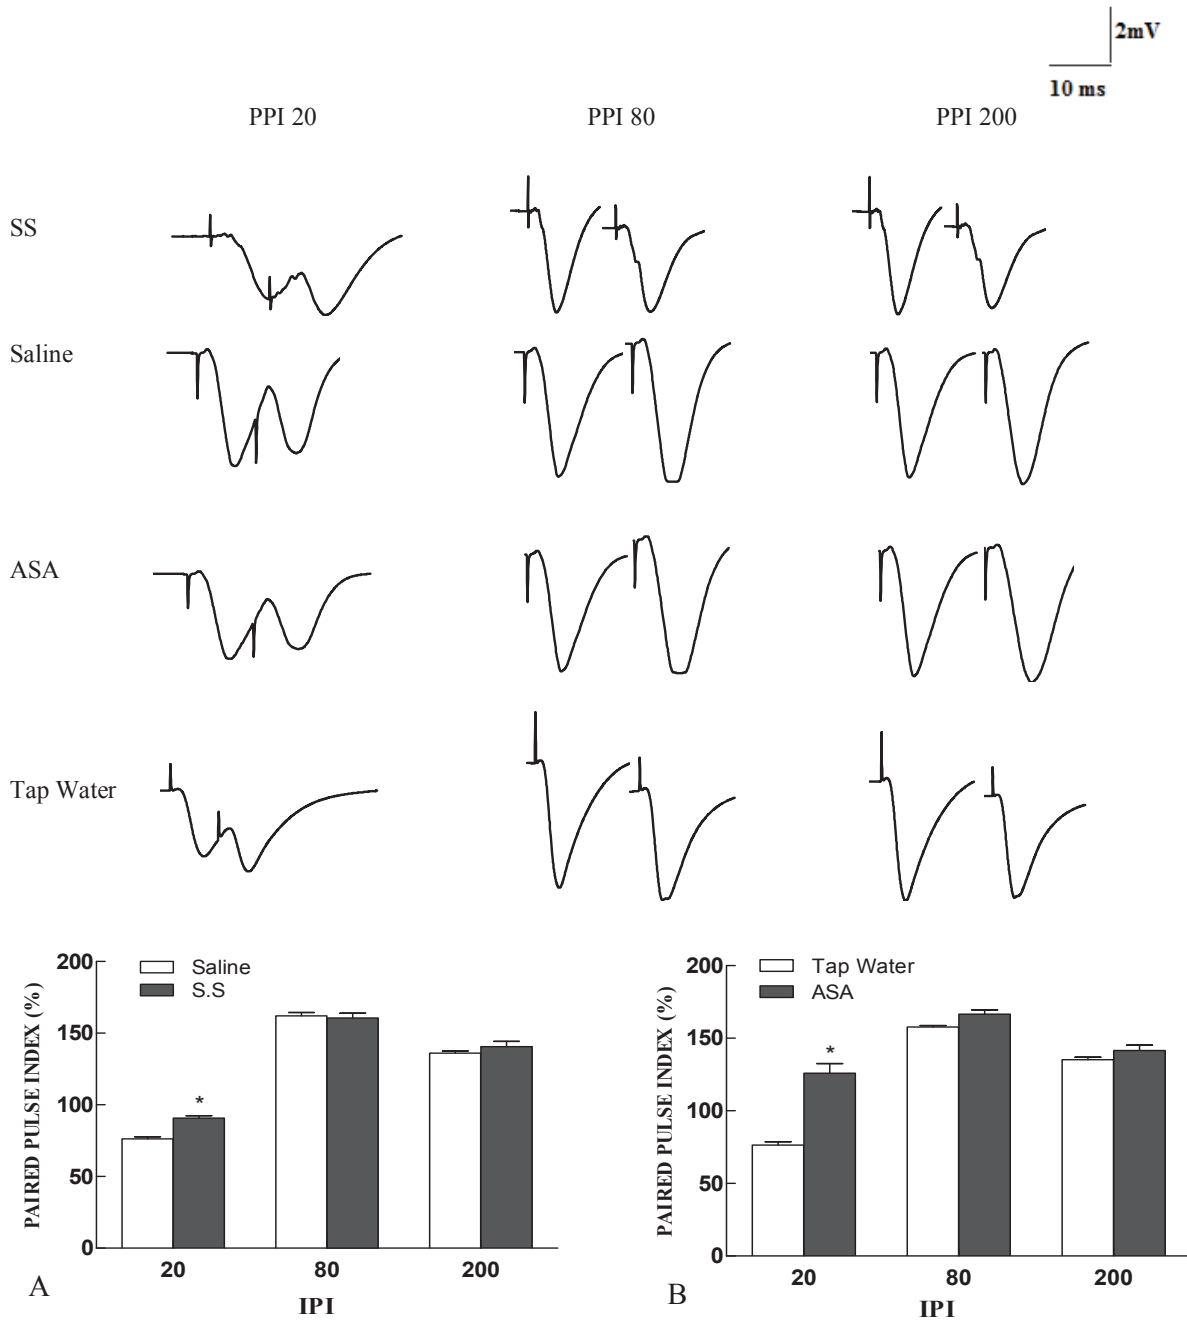 2mV
10 ms
PPI 20 PPI 80 PPI 200
SS
Saline
ASA
Tap Water
PAIRED PULSE INDEX (%)
200
150
100
50
0
Saline
S.S
*
20 80 200
IPI
A
PAIRED PULSE INDEX (%)
200
150
100
50
0
Tap Water
ASA
*
20 80 200
IPI
B